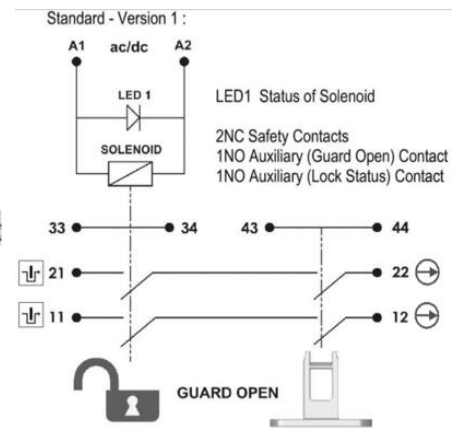 Standard - Version 1 :
A1 ac/dc A2
LED 1
LED1 Status of Solenoid
SOLENOID
2NC Safety Contacts
1NO Auxiliary (Guard Open) Contact
1NO Auxiliary (Lock Status) Contact
33 34 43 44
21 22
11 12
GUARD OPEN